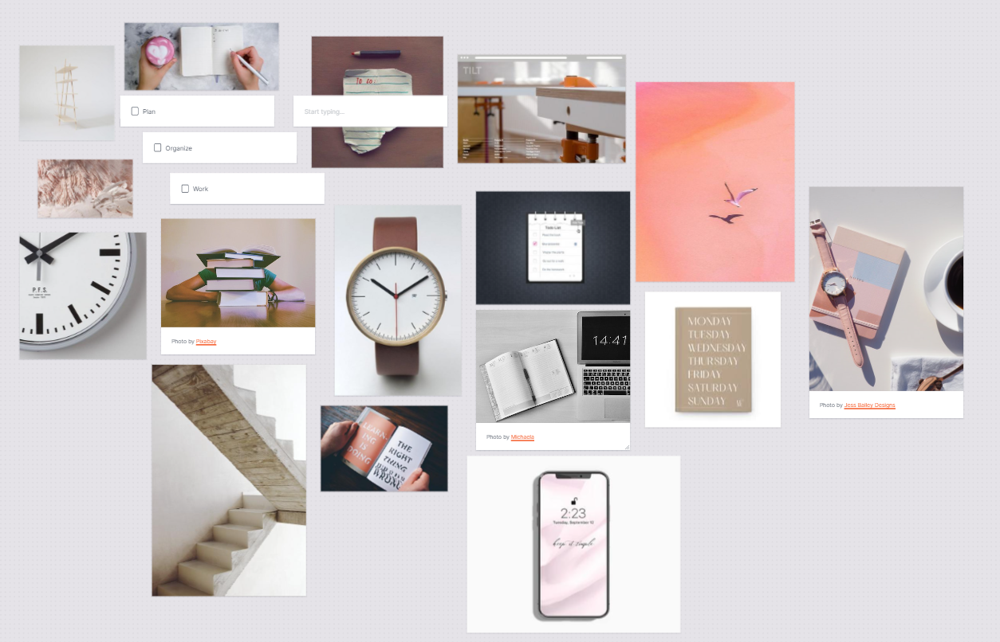 Plan
Start typing...
Organize
Work
TO DO:
TILT
Todo List
P.F.S.
Photo by Pixabay
14:41
Photo by Michaela
MONDAY
TUESDAY
WEDNESDAY
THURSDAY
FRIDAY
SATURDAY
SUNDAY
W
Photo by Jess Bailey Designs
LEARN-
ING
IS
DOING
THE
RIGHT
THING
WRONG
2:23
Tuesday, September 12
keep it simple